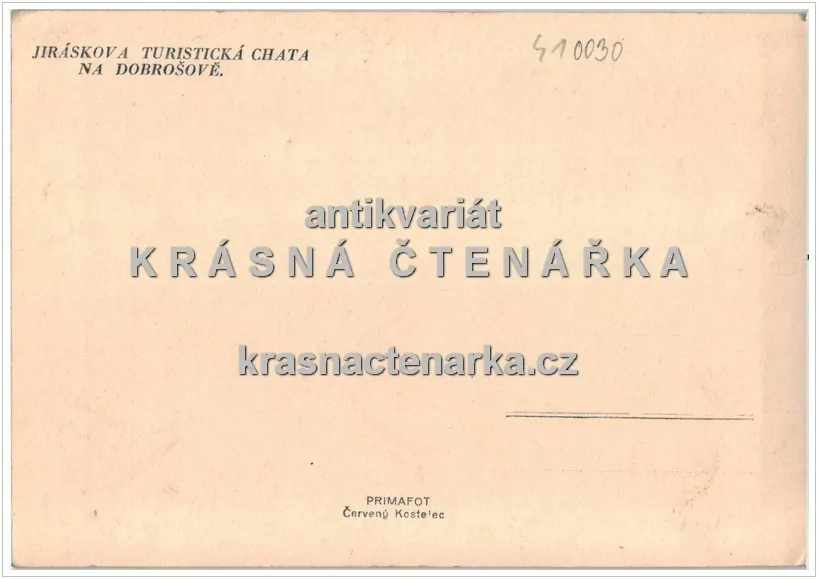 JIRÁSKOVA TURISTICKÁ CHATA
NA DOBROŠOVĚ.
410030
antikvariát
KRÁSNÁ ČTENÁŘKA
krasnactenarka.cz
PRIMAFOT
Červený Kostelec